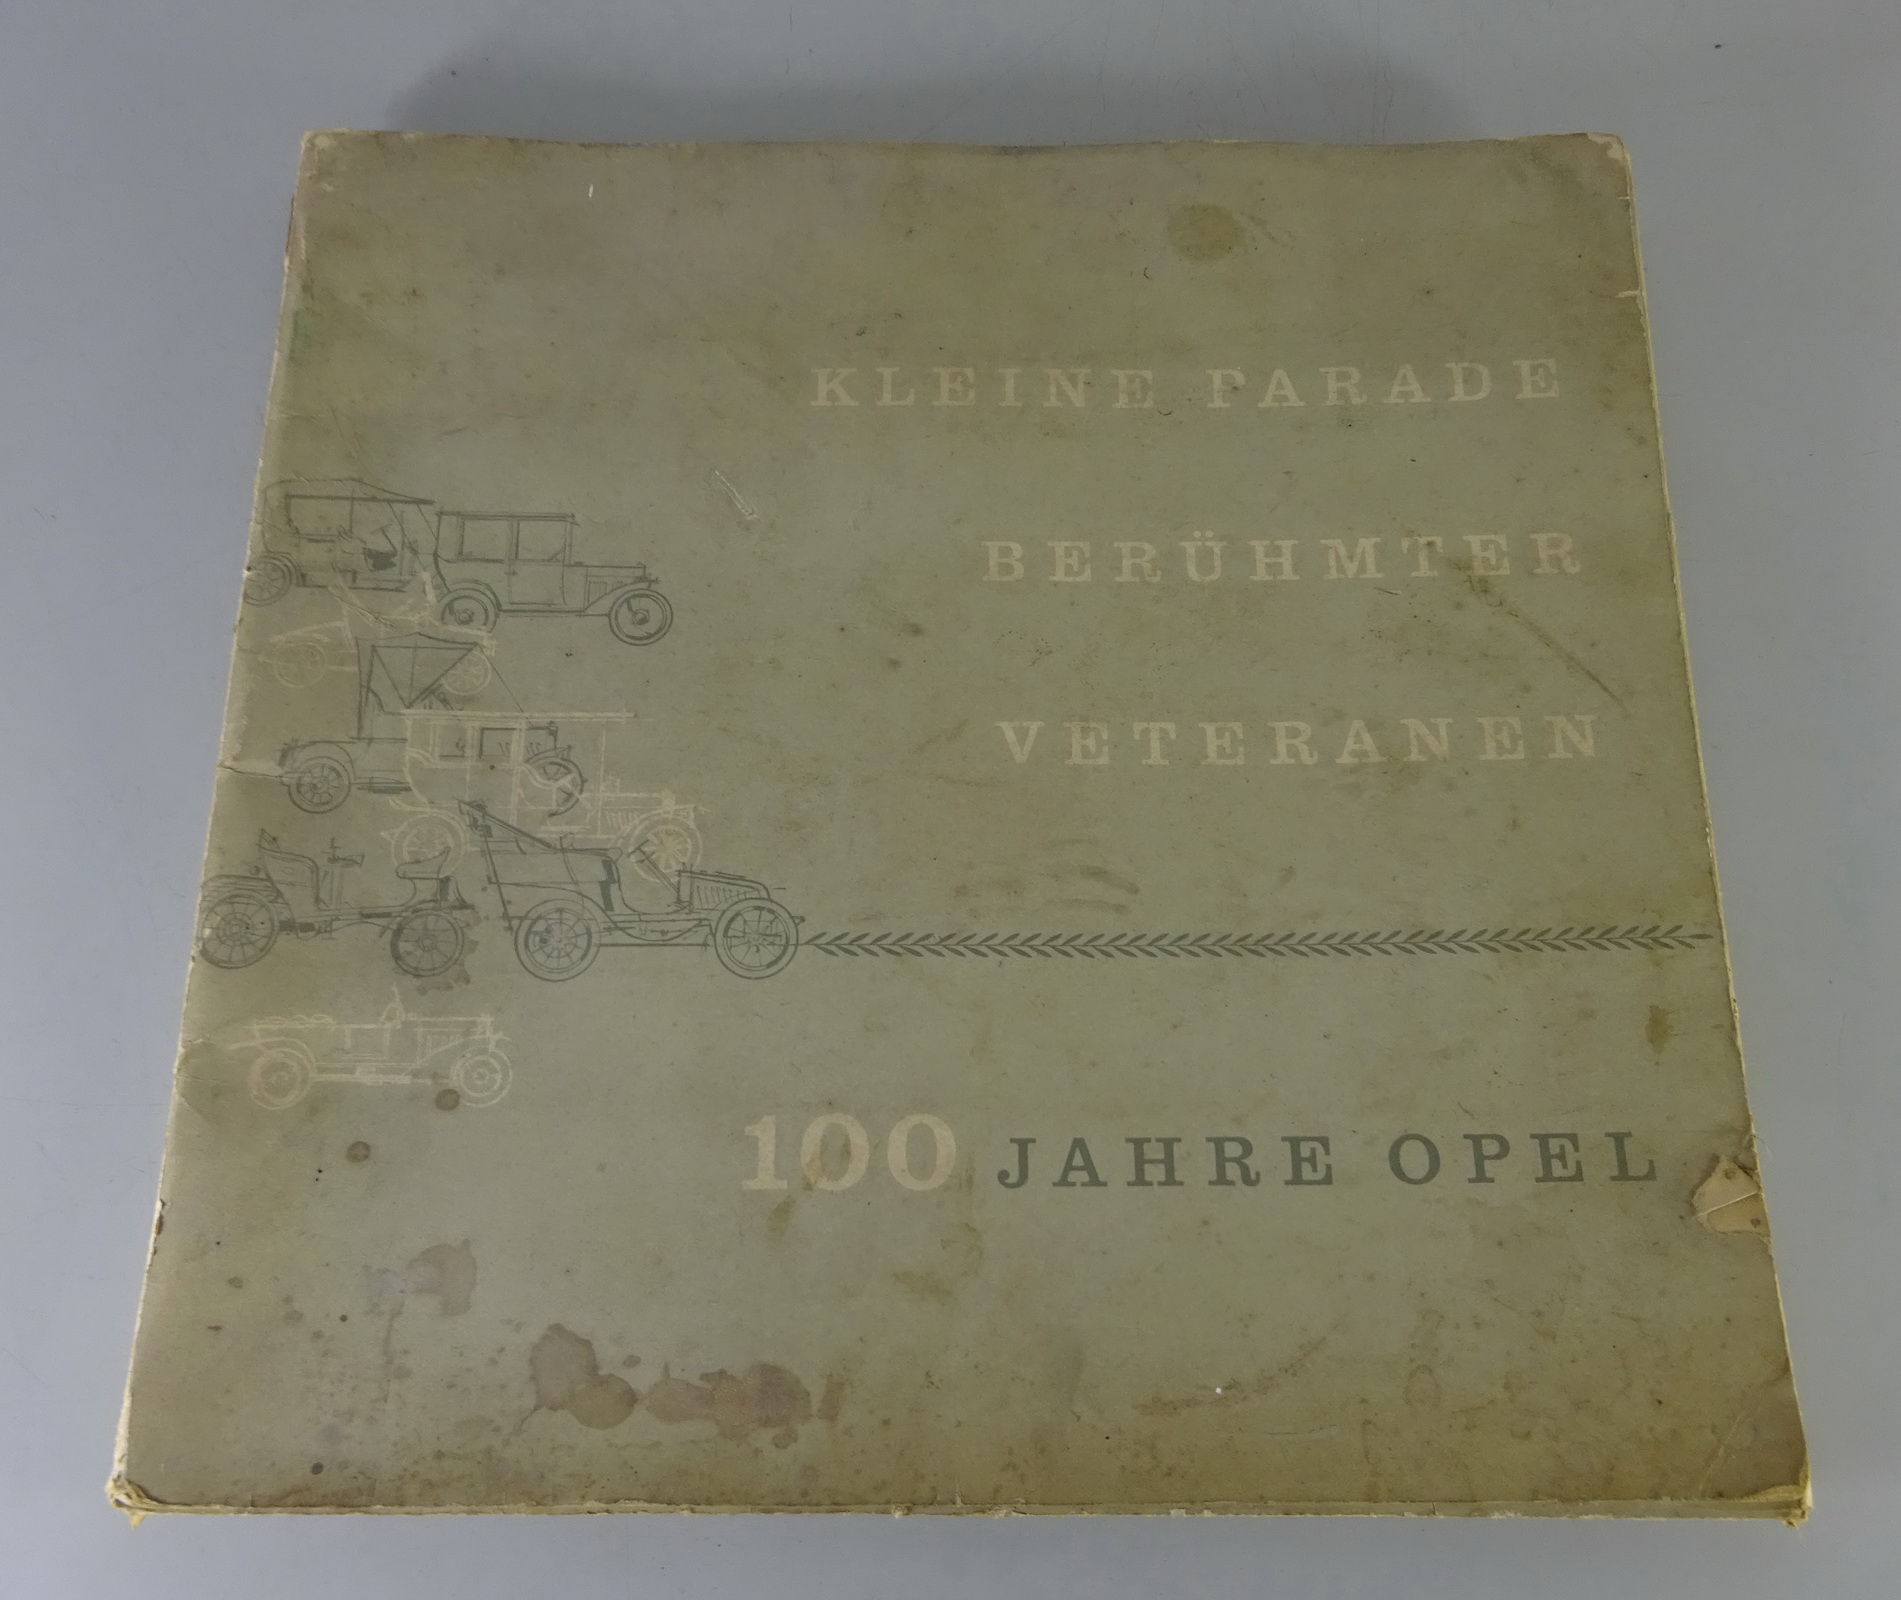 KLEINE PARADE
BERÜHMTER
VETERANEN
100 JAHRE OPEL